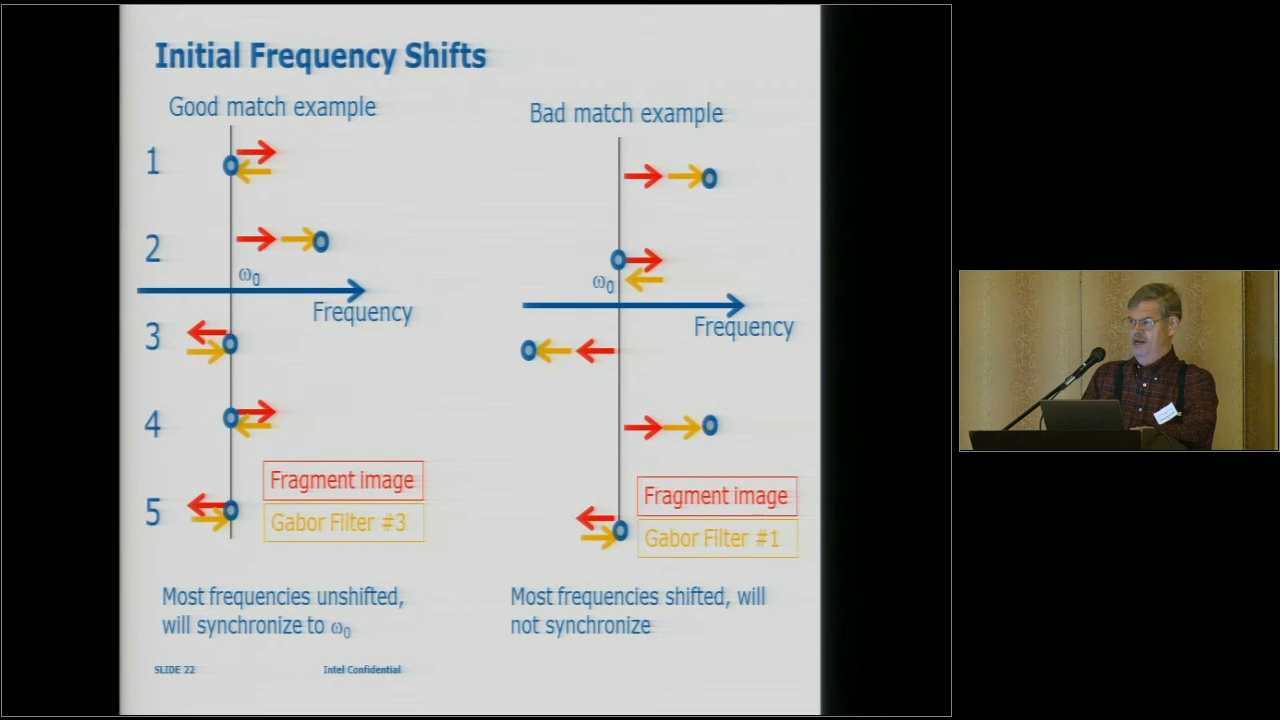 Initial Frequency Shifts
Good match example
1
2
ω0
Frequency
3
4
5
Fragment image
Gabor Filter #3
Most frequencies unshifted,
will synchronize to ω0
Bad match example
ω0
Frequency
Fragment image
Gabor Filter #1
Most frequencies shifted, will
not synchronize
SLIDE 22
Intel Confidential